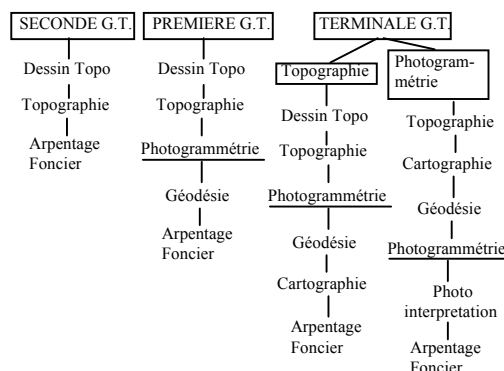 SECONDE G.T.
Dessin Topo
Topographie
Arpentage
Foncier
PREMIERE G.T.
Dessin Topo
Topographie
Photogrammétrie
Géodésie
Arpentage
Foncier
TERMINALE G.T.
Topographie
Dessin Topo
Topographie
Photogrammétrie
Géodésie
Cartographie
Arpentage
Foncier
Photogram-
métrie
Topographie
Cartographie
Géodésie
Photogrammétrie
Photo
interpretation
Arpentage
Foncier